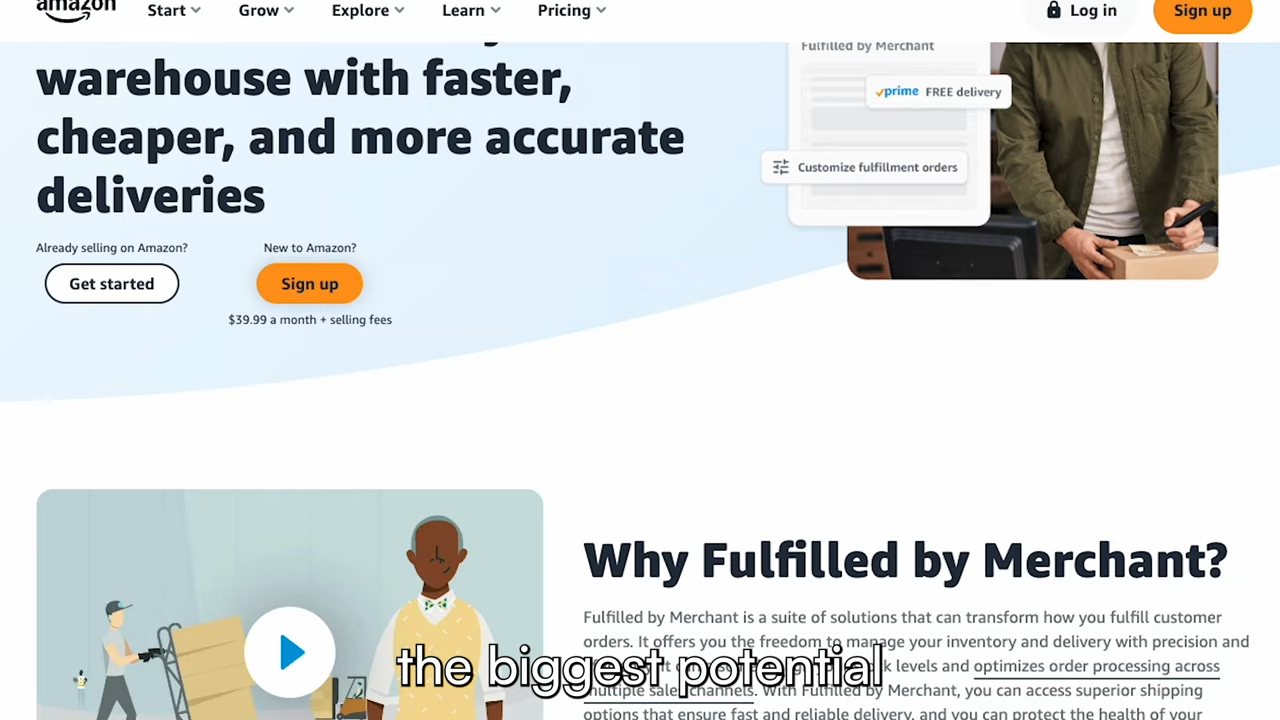 amazon
Start
Grow
Explore
Learn
Pricing
Log in
Sign up
warehouse with faster,
cheaper, and more accurate
deliveries
Already selling on Amazon?
Get started
New to Amazon?
Sign up
$39.99 a month + selling fees
Fulfilled by Merchant
prime FREE delivery
Customize fulfillment orders
Why Fulfilled by Merchant?
Fulfilled by Merchant is a suite of solutions that can transform how you fulfill customer
orders. It offers you the freedom to manage your inventory and delivery with precision and
levels and optimizes order processing across
multiple sales channels. With Fulfilled by Merchant, you can access superior shipping
options that ensure fast and reliable delivery, and you can protect the health of your
the biggest potential